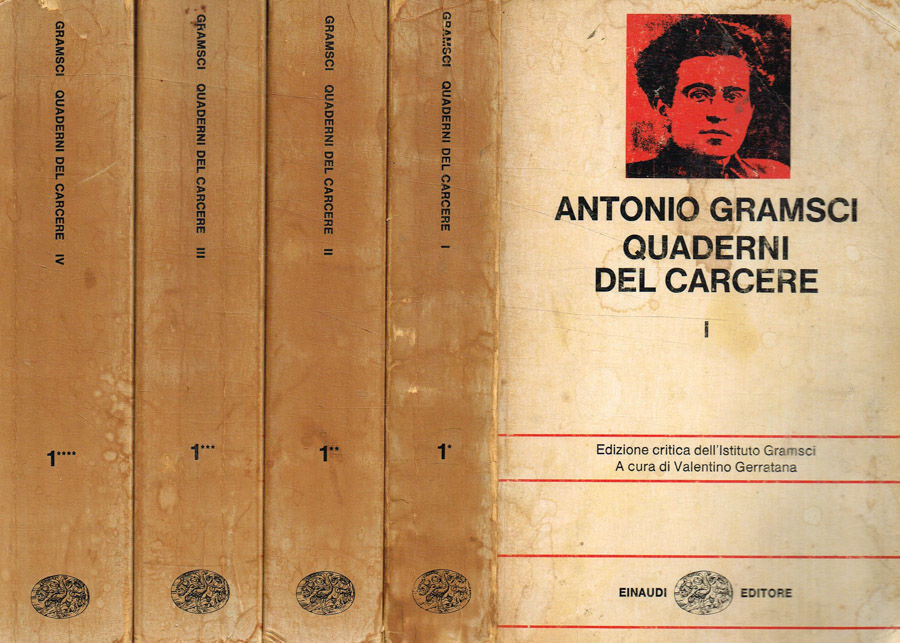 GRAMSCI QUADERNI DEL CARCERE IV
1****
GRAMSCI QUADERNI DEL CARCERE III
1***
GRAMSCI QUADERNI DEL CARCERE II
1**
GRAMSCI QUADERNI DEL CARCERE I
1*
ANTONIO GRAMSCI
QUADERNI
DEL CARCERE
I
Edizione critica dell'Istituto Gramsci
A cura di Valentino Gerratana
EINAUDI EDITORE